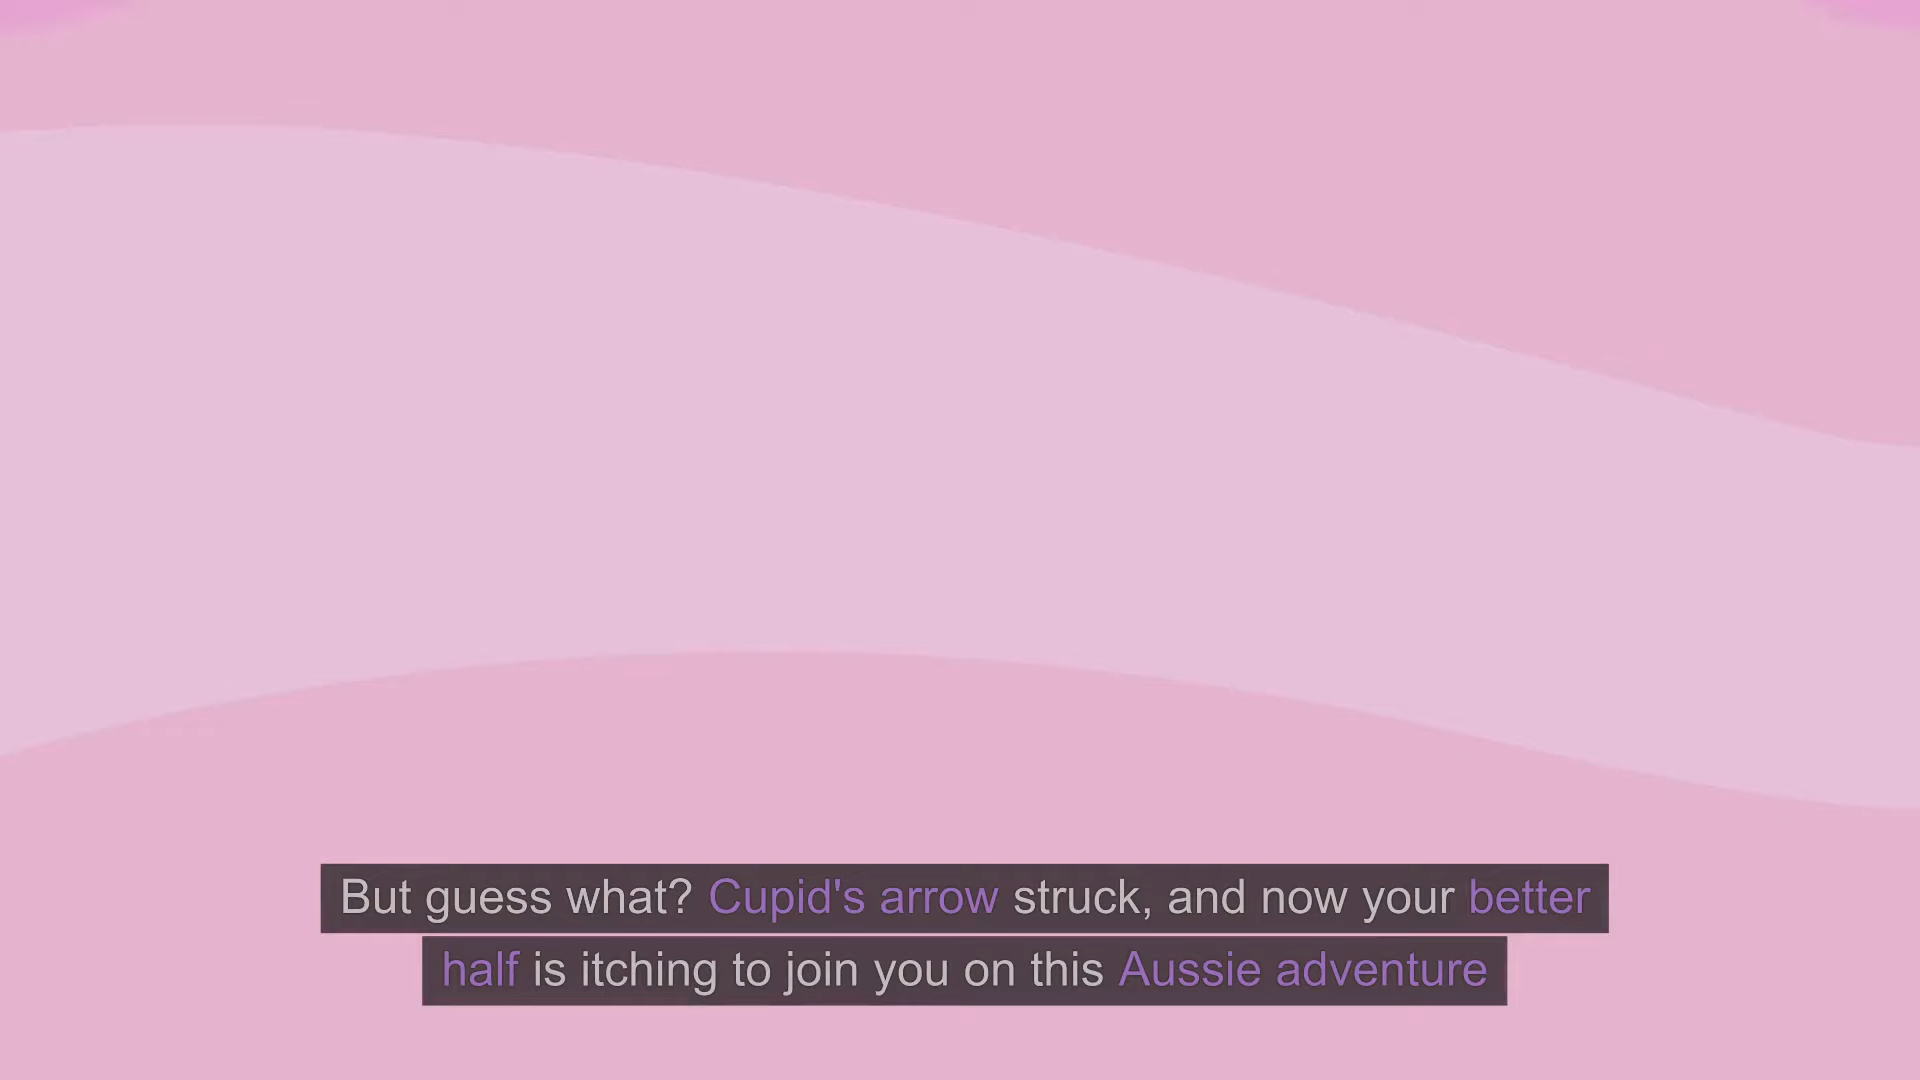 But guess what? Cupid's arrow struck, and now your better
half is itching to join you on this Aussie adventure